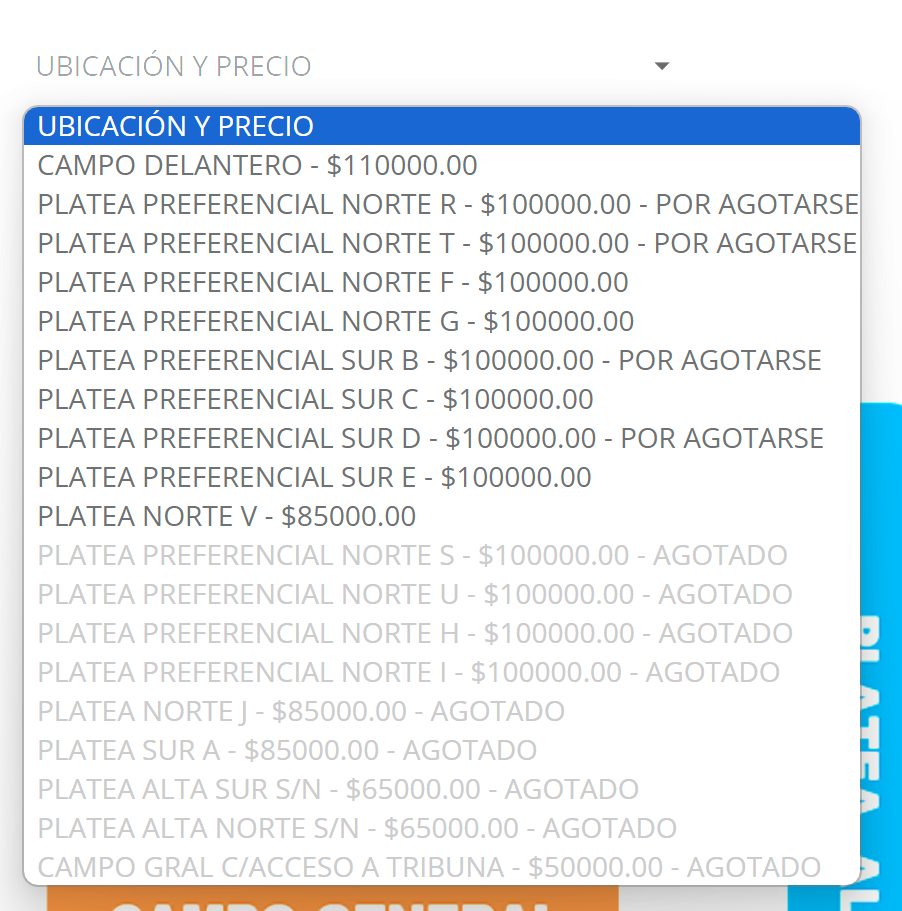 UBICACIÓN Y PRECIO
UBICACIÓN Y PRECIO
CAMPO DELANTERO - $110000.00
PLATEA PREFERENCIAL NORTE R - $100000.00 - POR AGOTARSE
PLATEA PREFERENCIAL NORTE T - $100000.00 - POR AGOTARSE
PLATEA PREFERENCIAL NORTE F - $100000.00
PLATEA PREFERENCIAL NORTE G - $100000.00
PLATEA PREFERENCIAL SUR B - $100000.00 - POR AGOTARSE
PLATEA PREFERENCIAL SUR C - $100000.00
PLATEA PREFERENCIAL SUR D - $100000.00 - POR AGOTARSE
PLATEA PREFERENCIAL SUR E - $100000.00
PLATEA NORTE V - $85000.00
PLATEA PREFERENCIAL NORTE S - $100000.00 - AGOTADO
PLATEA PREFERENCIAL NORTE U - $100000.00 - AGOTADO
PLATEA PREFERENCIAL NORTE H - $100000.00 - AGOTADO
PLATEA PREFERENCIAL NORTE I - $100000.00 - AGOTADO
PLATEA NORTE J - $85000.00 - AGOTADO
PLATEA SUR A - $85000.00 - AGOTADO
PLATEA ALTA SUR S/N - $65000.00 - AGOTADO
PLATEA ALTA NORTE S/N - $65000.00 - AGOTADO
CAMPO GRAL C/ACCESO A TRIBUNA - $50000.00 - AGOTADO
PLATEA AL
CAMPO GENERAL